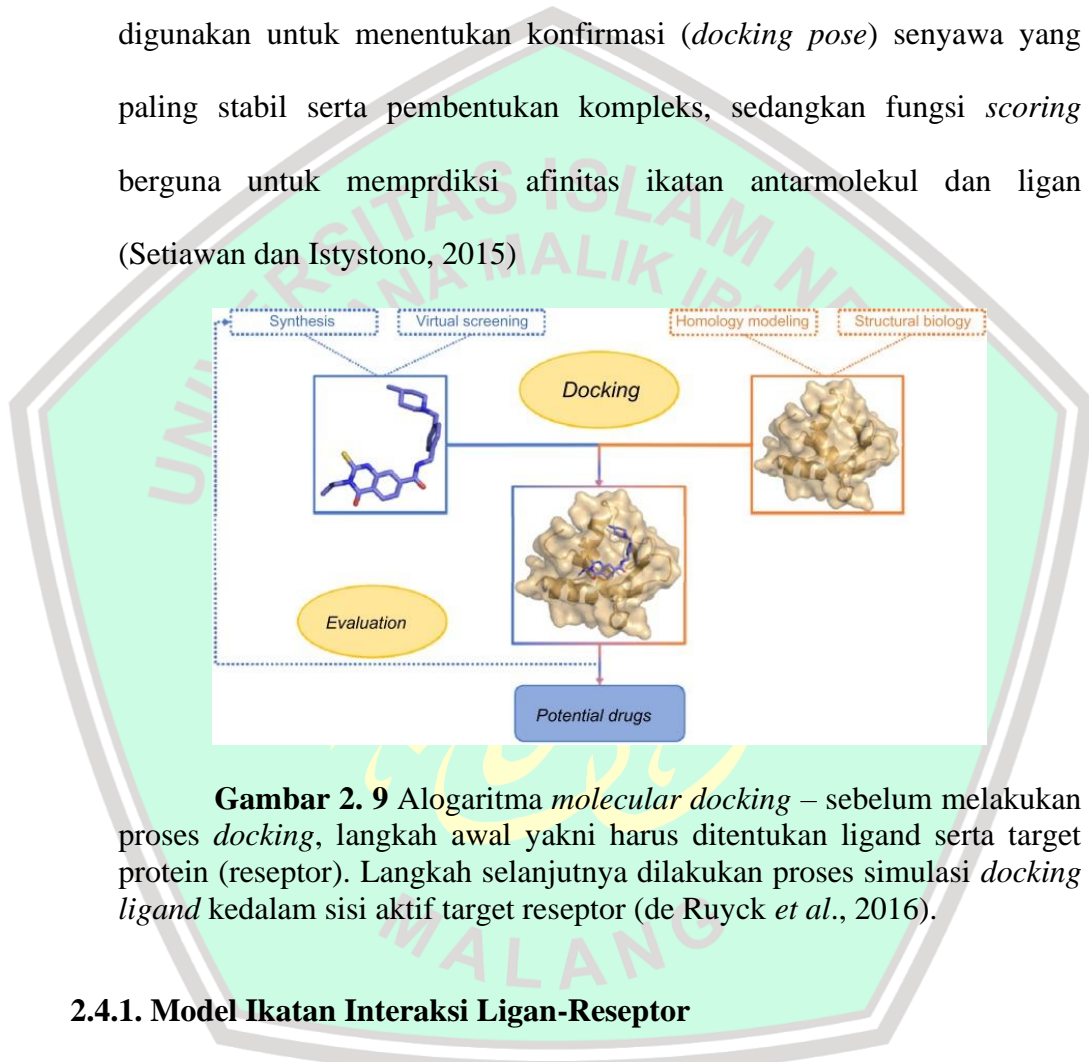 digunakan untuk menentukan konfirmasi (docking pose) senyawa yang
paling stabil serta pembentukan kompleks, sedangkan fungsi scoring
berguna untuk memprdiksi afinitas ikatan antarmolekul dan ligan
(Setiawan dan Istystono, 2015)
Synthesis
Virtual screening
Homology modeling
Structural biology
Docking
Evaluation
Potential drugs
Gambar 2. 9 Alogaritma molecular docking – sebelum melakukan
proses docking, langkah awal yakni harus ditentukan ligand serta target
protein (reseptor). Langkah selanjutnya dilakukan proses simulasi docking
ligand kedalam sisi aktif target reseptor (de Ruyck et al., 2016).
MALANG
2.4.1. Model Ikatan Interaksi Ligan-Reseptor